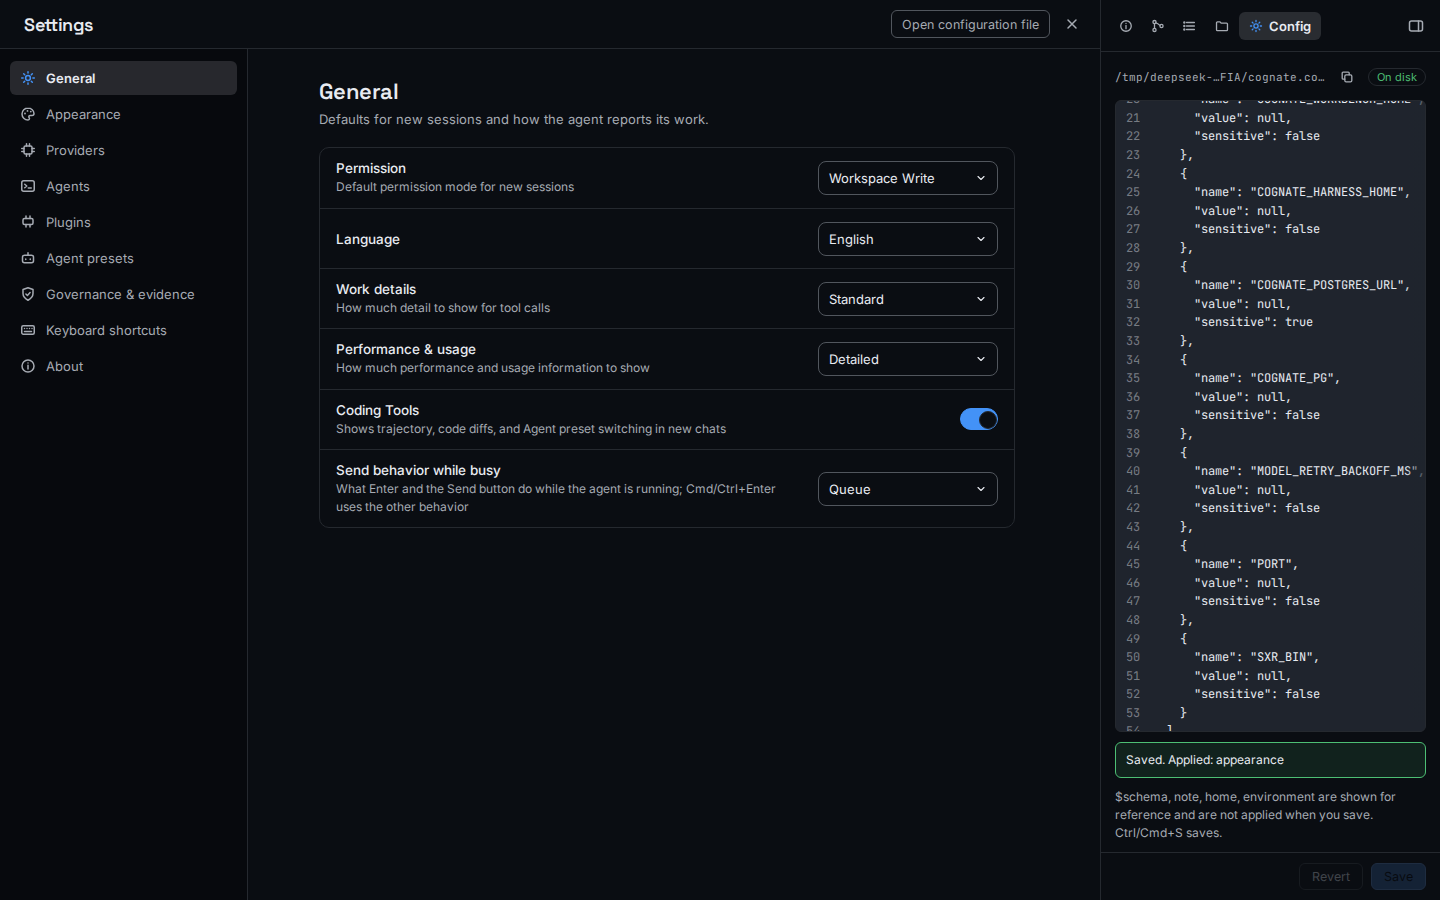 Settings
Open configuration file
Config
General
Appearance
Providers
Agents
Plugins
Agent presets
Governance & evidence
Keyboard shortcuts
About
General
Defaults for new sessions and how the agent reports its work.
Permission
Default permission mode for new sessions
Workspace Write
Language
English
Work details
How much detail to show for tool calls
Standard
Performance & usage
How much performance and usage information to show
Detailed
Coding Tools
Shows trajectory, code diffs, and Agent preset switching in new chats
Send behavior while busy
What Enter and the Send button do while the agent is running; Cmd/Ctrl+Enter
uses the other behavior
Queue
/tmp/deepseek-…FIA/cognate.co…
On disk
20 "name": "COGNATE_WORKBENCH_HOME",
21 "value": null,
22 "sensitive": false
23 },
24 {
25 "name": "COGNATE_HARNESS_HOME",
26 "value": null,
27 "sensitive": false
28 },
29 {
30 "name": "COGNATE_POSTGRES_URL",
31 "value": null,
32 "sensitive": true
33 },
34 {
35 "name": "COGNATE_PG",
36 "value": null,
37 "sensitive": false
38 },
39 {
40 "name": "MODEL_RETRY_BACKOFF_MS",
41 "value": null,
42 "sensitive": false
43 },
44 {
45 "name": "PORT",
46 "value": null,
47 "sensitive": false
48 },
49 {
50 "name": "SXR_BIN",
51 "value": null,
52 "sensitive": false
53 }
54 ]
Saved. Applied: appearance
$schema, note, home, environment are shown for
reference and are not applied when you save.
Ctrl/Cmd+S saves.
Revert
Save